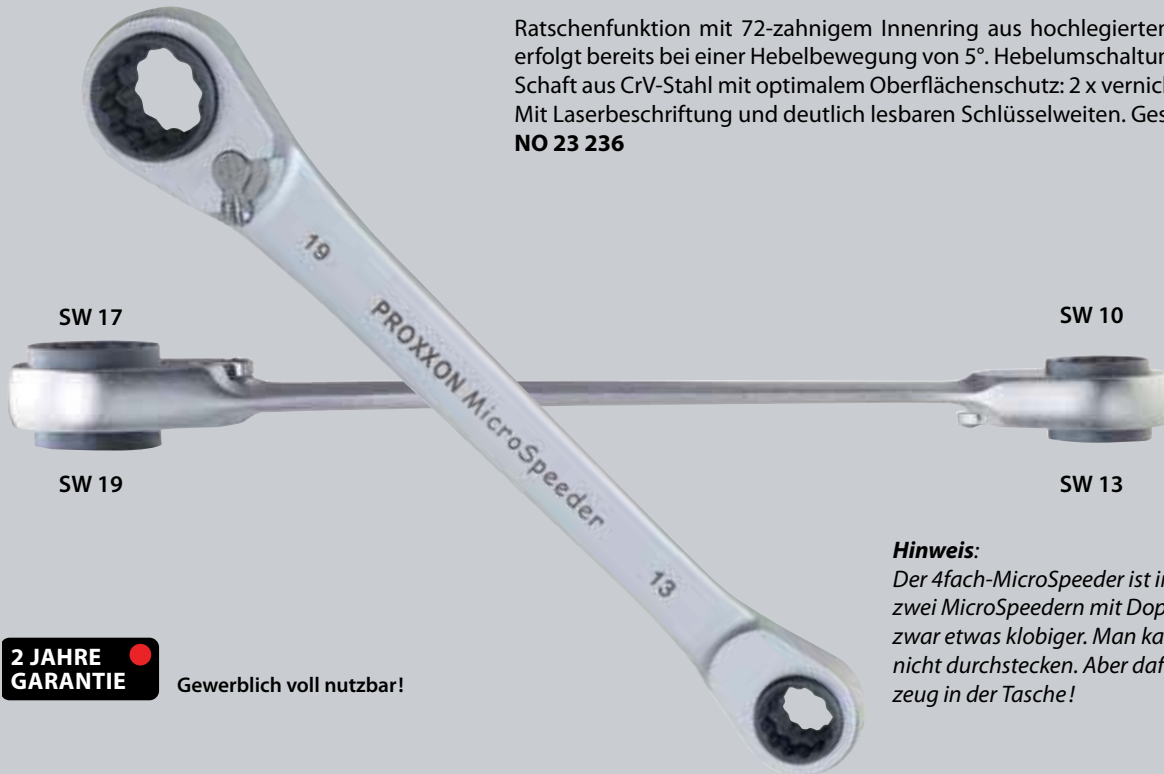 Ratschenfunktion mit 72-zahnigem Innenring aus hochlegierter
erfolgt bereits bei einer Hebelbewegung von 5°. Hebelumschaltu
Schaft aus CrV-Stahl mit optimalem Oberflächenschutz: 2 x vernic
Mit Laserbeschriftung und deutlich lesbaren Schlüsselweiten. Ges
NO 23 236
19
PROXXON MicroSpeeder
13
SW 17
SW 10
SW 19
SW 13
Hinweis:
Der 4fach-MicroSpeeder ist i
zwei MicroSpeedern mit Dop
zwar etwas klobiger. Man ka
nicht durchstecken. Aber daf
zeug in der Tasche!
2 JAHRE
GARANTIE
Gewerblich voll nutzbar!